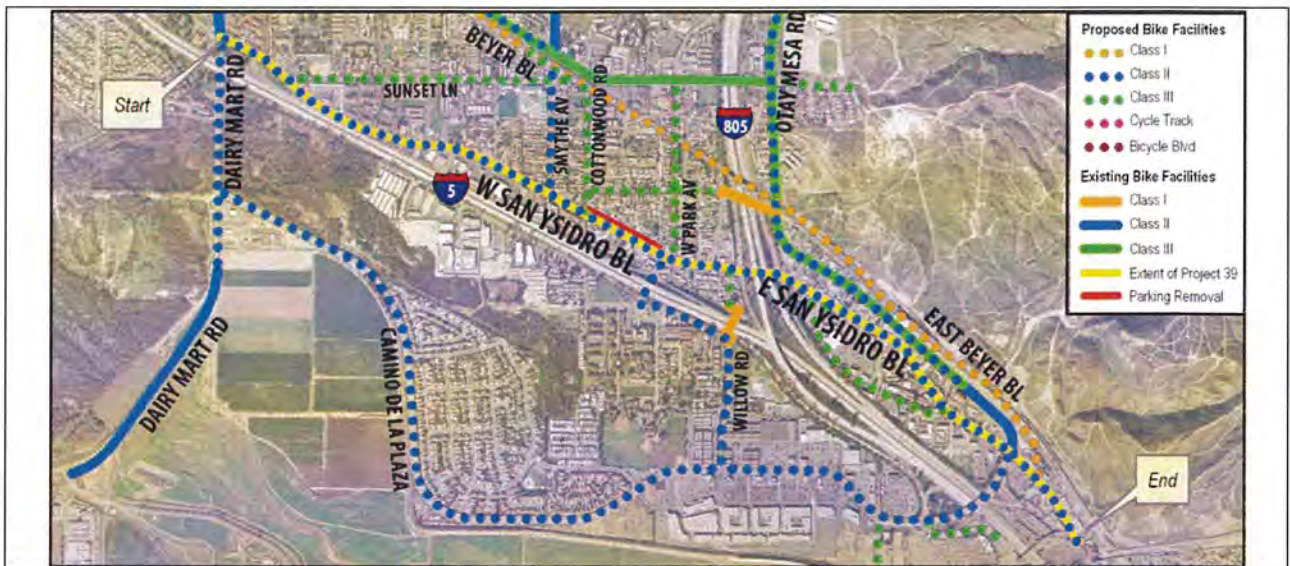 BEYER BL
OTAY MESA RD
Start
DAIRY MART RD
SUNSET LN
SMYTHE AV
COTTONWOOD RD
805
5
W SAN YSIDRO BL
W PARK AV
E SAN YSIDRO BL
EAST BEYER BL
DAIRY MART RD
CAMINO DE LA PLAZA
WILLOW RD
End
Proposed Bike Facilities
Class I
Class II
Class III
Cycle Track
Bicycle Blvd
Existing Bike Facilities
Class I
Class II
Class III
Extent of Project 39
Parking Removal